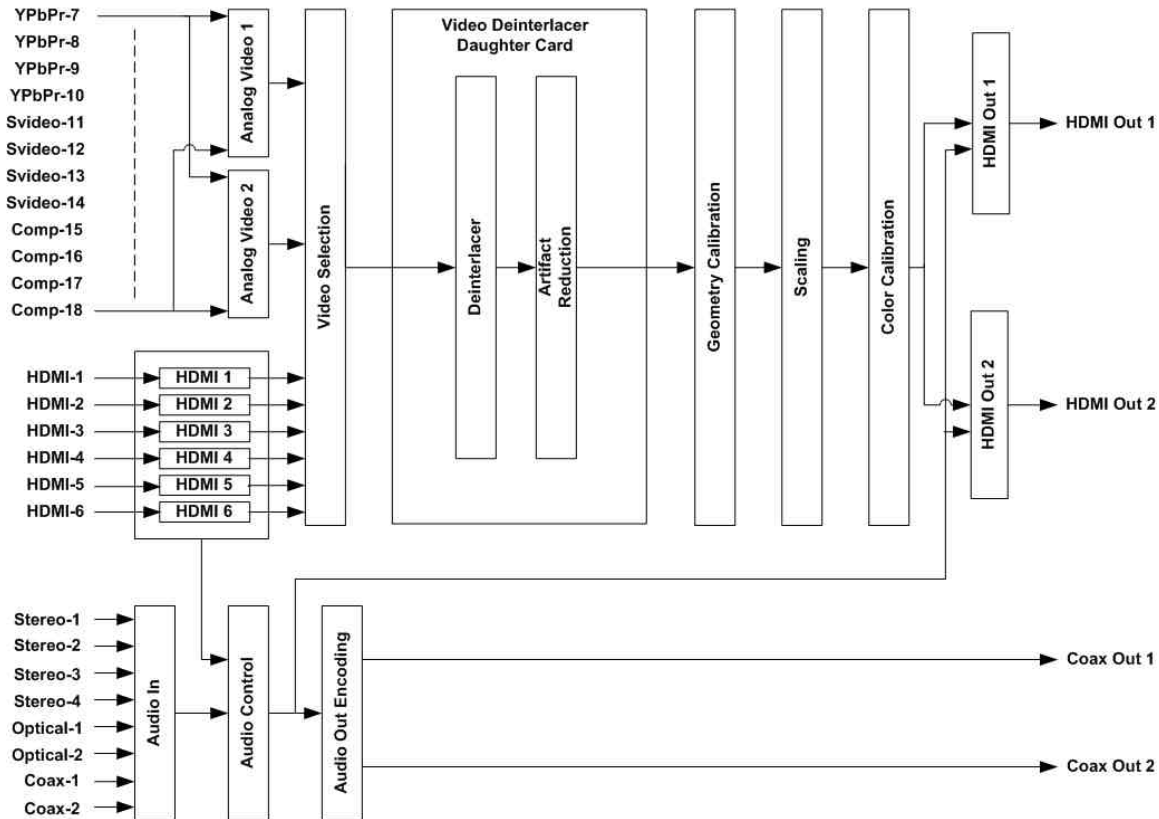 YPbPr-7
YPbPr-8
YPbPr-9
YPbPr-10
Svideo-11
Svideo-12
Svideo-13
Svideo-14
Comp-15
Comp-16
Comp-17
Comp-18
Analog Video 1
Analog Video 2
HDMI-1
HDMI-2
HDMI-3
HDMI-4
HDMI-5
HDMI-6
HDMI 1
HDMI 2
HDMI 3
HDMI 4
HDMI 5
HDMI 6
Video Selection
Video Deinterlacer
Daughter Card
Deinterlacer
Artifact
Reduction
Geometry Calibration
Scaling
Color Calibration
HDMI Out 1
HDMI Out 1
HDMI Out 2
HDMI Out 2
Stereo-1
Stereo-2
Stereo-3
Stereo-4
Optical-1
Optical-2
Coax-1
Coax-2
Audio In
Audio Control
Audio Out Encoding
Coax Out 1
Coax Out 2